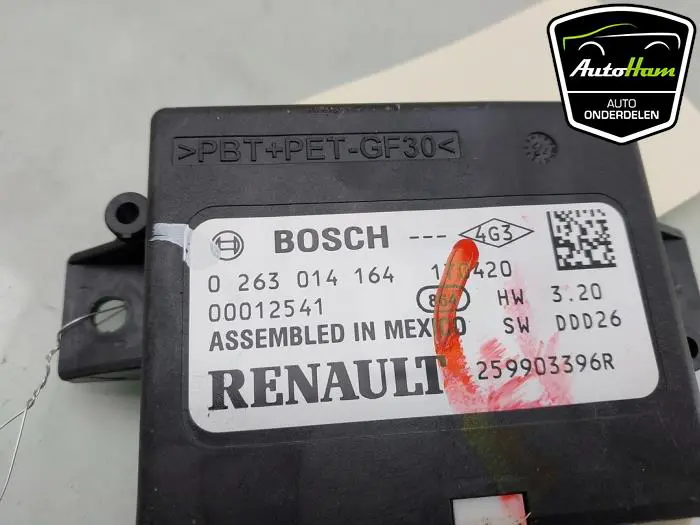 AutoHam
AUTO
ONDERDELEN
>PBT+PET-GF30<
BOSCH --- 4G3
0 263 014 164 170420
00012541 864 HW 3.20
ASSEMBLED IN MEXICO SW DDD26
RENAULT 259903396R